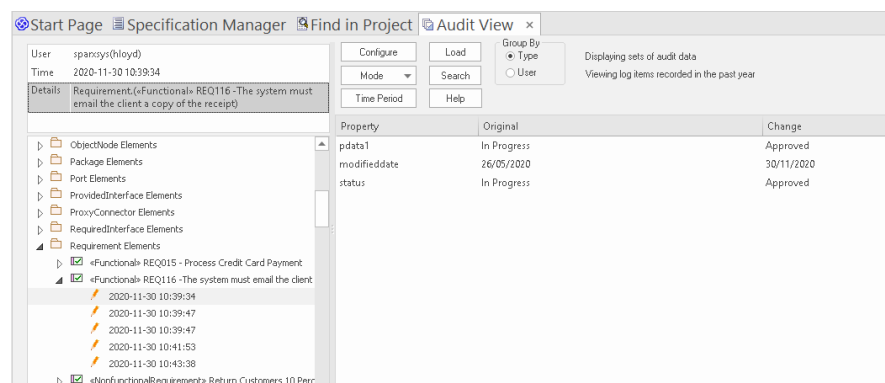 Start Page Specification Manager Find in Project Audit View ×
User sparxsys(hloyd)
Time 2020-11-30 10:39:34
Details Requirement.(«Functional» REQ116 -The system must
email the client a copy of the receipt)
Configure Load Group By
Type
User
Mode Search
Time Period Help
Displaying sets of audit data
Viewing log items recorded in the past year
Property Original Change
pdata1 In Progress Approved
modifieddate 26/05/2020 30/11/2020
status In Progress Approved
ObjectNode Elements
Package Elements
Port Elements
ProvidedInterface Elements
ProxyConnector Elements
RequiredInterface Elements
Requirement Elements
«Functional» REQ015 - Process Credit Card Payment
«Functional» REQ116 -The system must email the client
2020-11-30 10:39:34
2020-11-30 10:39:47
2020-11-30 10:39:47
2020-11-30 10:41:53
2020-11-30 10:43:38
«NonfunctionalRequirement» Return Customers 10 Perc